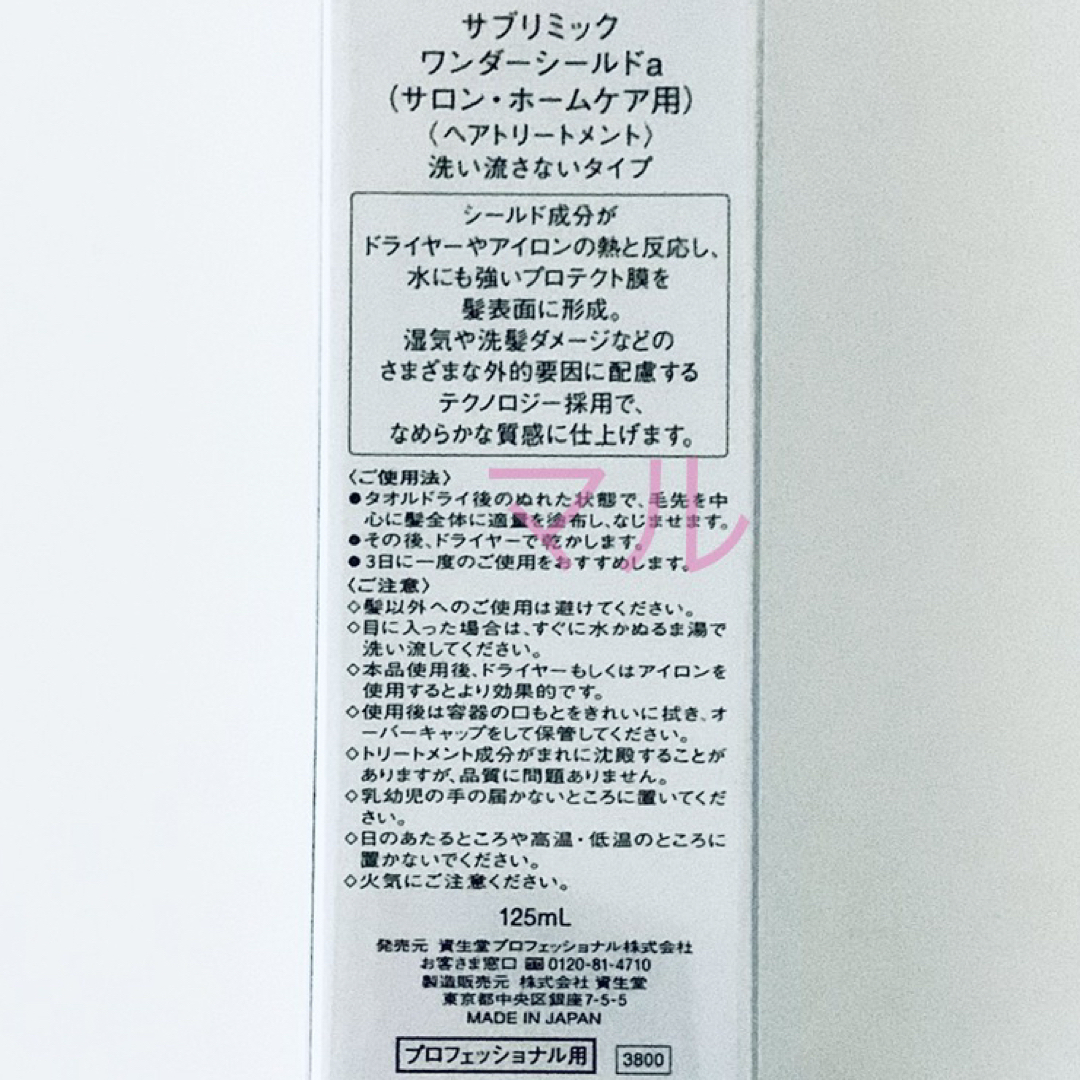 サブリミック
ワンダーシールドa
(サロン・ホームケア用)
〈ヘアトリートメント〉
洗い流さないタイプ
シールド成分が
ドライヤーやアイロンの熱と反応し、
水にも強いプロテクト膜を
髪表面に形成。
湿気や洗髪ダメージなどの
さまざまな外的要因に配慮する
テクノロジー採用で、
なめらかな質感に仕上げます。
マル
〈ご使用法〉
●タオルドライ後のぬれた状態で、毛先を中
心に髪全体に適量を塗布し、なじませます。
●その後、ドライヤーで乾かします。
●3日に一度のご使用をおすすめします。
〈ご注意〉
◇髪以外へのご使用は避けてください。
◇目に入った場合は、すぐに水かぬるま湯で
洗い流してください。
◇本品使用後、ドライヤーもしくはアイロンを
使用するとより効果的です。
◇使用後は容器の口もとをきれいに拭き、オ
ーバーキャップをして保管してください。
◇トリートメント成分がまれに沈殿することが
ありますが、品質に問題ありません。
◇乳幼児の手の届かないところに置いてくだ
さい。
◇日のあたるところや高温・低温のところに
置かないでください。
◇火気にご注意ください。
125mL
発売元 資生堂プロフェッショナル株式会社
お客さま窓口 0120-81-4710
製造販売元 株式会社 資生堂
東京都中央区銀座7-5-5
MADE IN JAPAN
プロフェッショナル用 3800